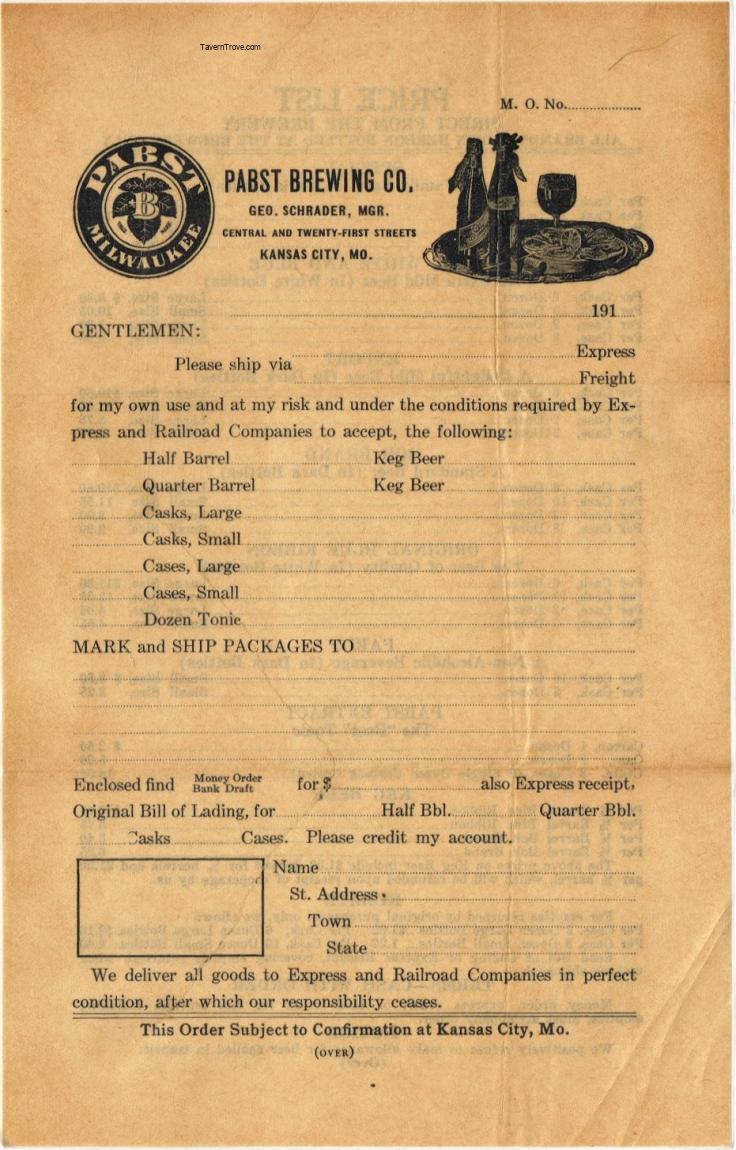 TavernTrove.com
M. O. No.....................
PABST
B
MILWAUKEE
PABST BREWING CO.
GEO. SCHRADER, MGR.
CENTRAL AND TWENTY-FIRST STREETS
KANSAS CITY, MO.
191
GENTLEMEN:
Please ship via
Express
Freight
for my own use and at my risk and under the conditions required by Ex-
press and Railroad Companies to accept, the following:
Half Barrel Keg Beer
Quarter Barrel Keg Beer
Casks, Large
Casks, Small
Cases, Large
Cases, Small
Dozen Tonic
MARK and SHIP PACKAGES TO
Enclosed find Money Order Bank Draft for $ also Express receipt,
Original Bill of Lading, for Half Bbl. Quarter Bbl.
Casks Cases. Please credit my account.
Name
St. Address
Town
State
We deliver all goods to Express and Railroad Companies in perfect
condition, after which our responsibility ceases.
This Order Subject to Confirmation at Kansas City, Mo.
(OVER)